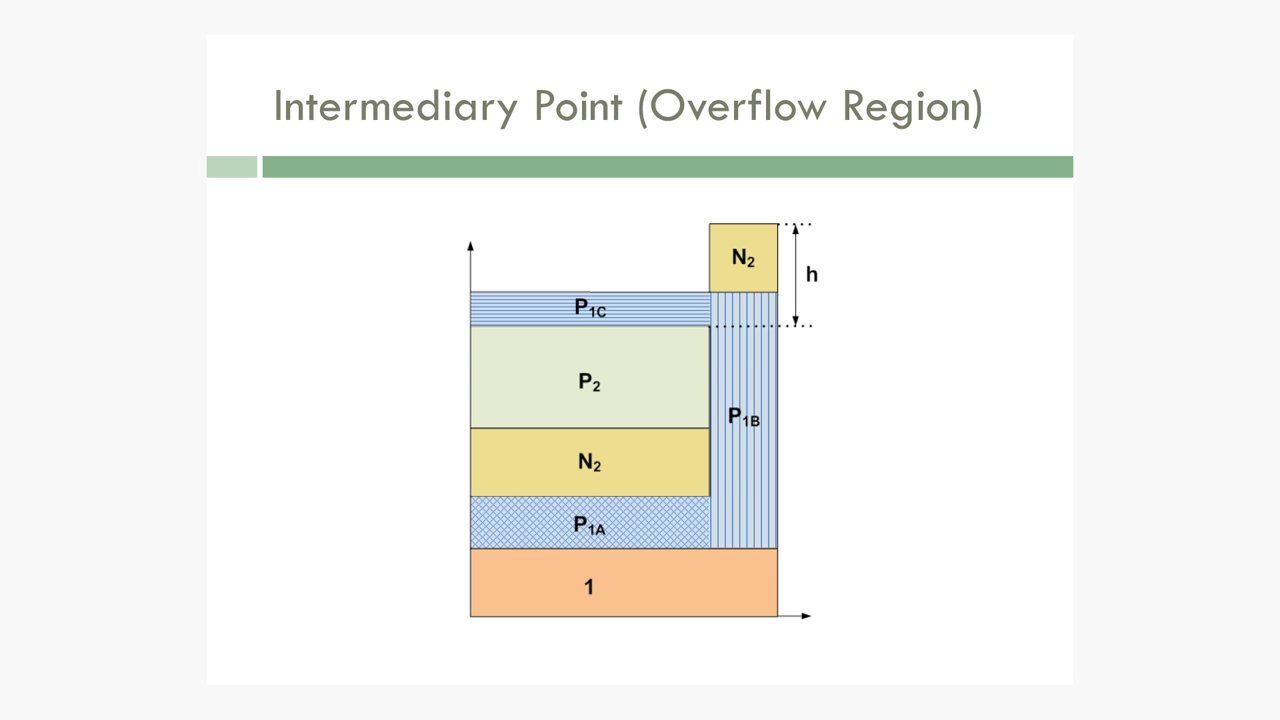 Intermediary Point (Overflow Region)
N₂
h
P₁C
P₂
P₁B
N₂
P₁A
1